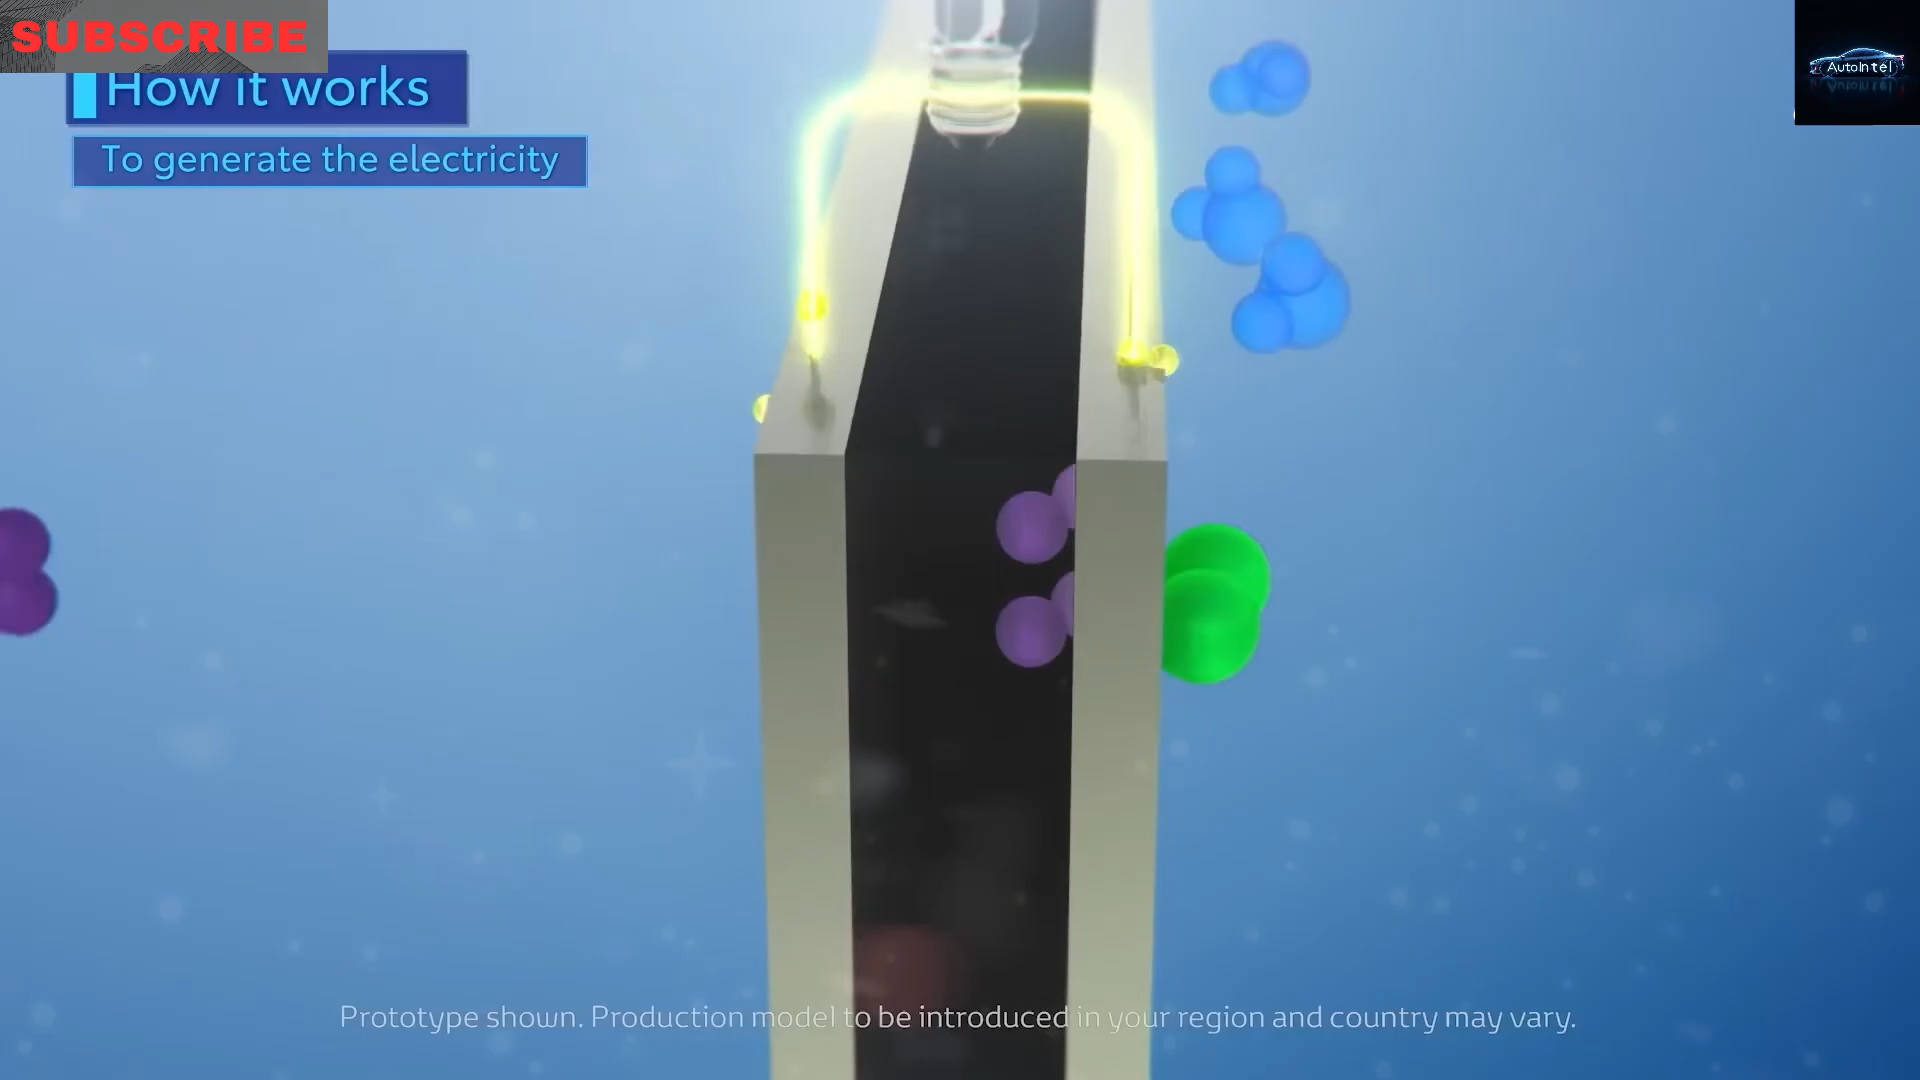 SUBSCRIBE
How it works
To generate the electricity
AutoIntel
Prototype shown. Production model to be introduced in your region and country may vary.